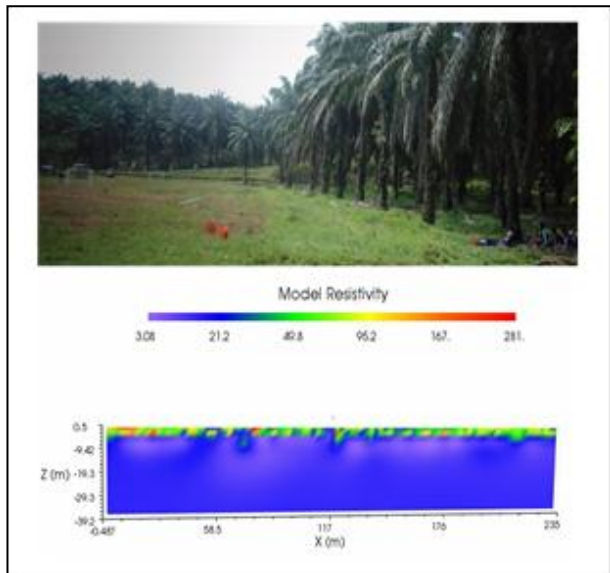 Model Resistivity
3.08 21.2 49.8 95.2 167. 281.
0.5
-9.42
Z (m) -19.3
-29.3
-39.2
-0.487 58.5 117 176 235
X (m)